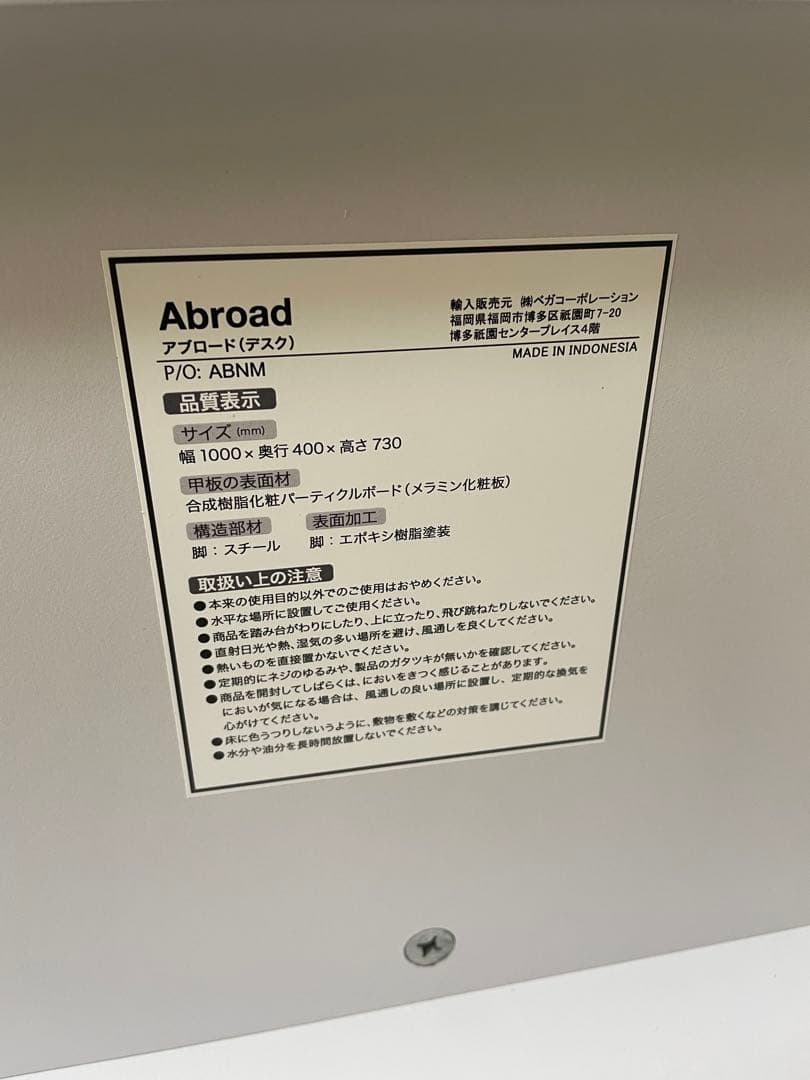 Abroad
アブロード(デスク)
輸入販売元 ㈱ベガコーポレーション
福岡県福岡市博多区祇園町7-20
博多祇園センタープレイス4階
MADE IN INDONESIA
P/O: ABNM
品質表示
サイズ(mm)
幅1000×奥行400×高さ730
甲板の表面材
合成樹脂化粧パーティクルボード(メラミン化粧板)
構造部材 表面加工
脚:スチール 脚:エポキシ樹脂塗装
取扱い上の注意
●本来の使用目的以外でのご使用はおやめください。
●水平な場所に設置してご使用ください。
●商品を踏み台がわりにしたり、上に立ったり、飛び跳ねたりしないでください。
●直射日光や熱、湿気の多い場所を避け、風通しを良くしてください。
●熱いものを直接置かないでください。
●定期的にネジのゆるみや、製品のガタツキが無いかを確認してください。
●商品を開封してしばらくは、においをきつく感じることがあります。
においが気になる場合は、風通しの良い場所に設置し、定期的な換気を
心がけてください。
●床に色うつりしないように、敷物を敷くなどの対策を講じてください。
●水分や油分を長時間放置しないでください。